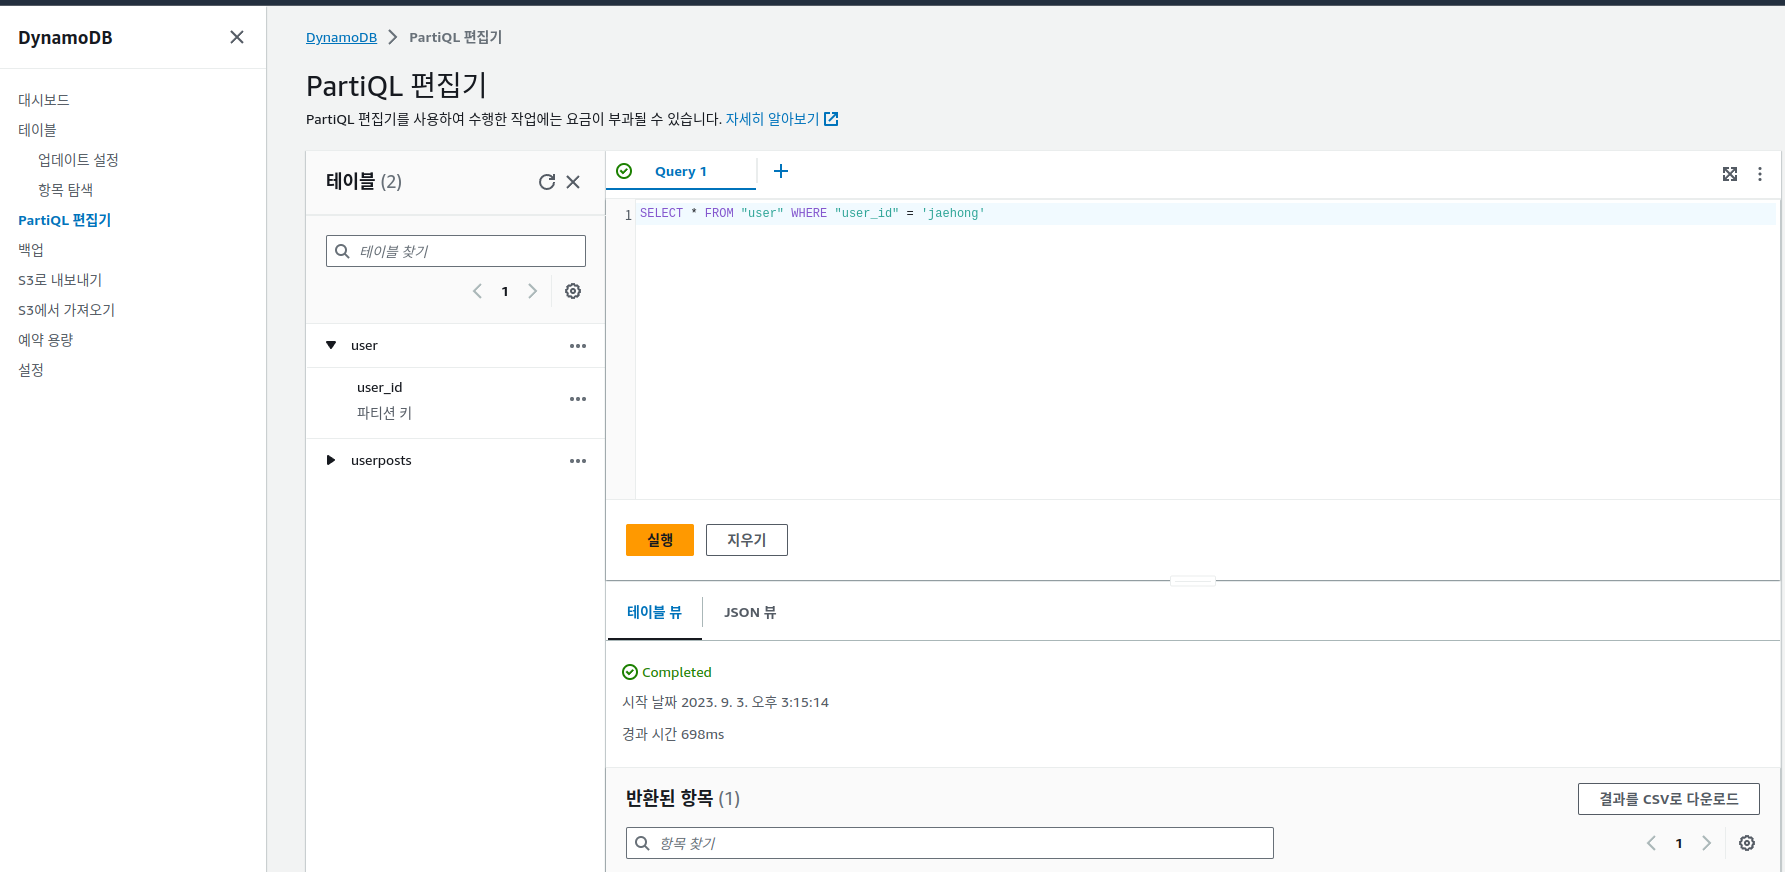 DynamoDB
대시보드
테이블
업데이트 설정
항목 탐색
PartiQL 편집기
백업
S3로 내보내기
S3에서 가져오기
예약 용량
설정
DynamoDB PartiQL 편집기
PartiQL 편집기
PartiQL 편집기를 사용하여 수행한 작업에는 요금이 부과될 수 있습니다. 자세히 알아보기
테이블 (2)
테이블 찾기
1
user
user_id
파티션 키
userposts
Query 1
1 SELECT * FROM "user" WHERE "user_id" = 'jaehong'
실행 지우기
테이블 뷰 JSON 뷰
Completed
시작 날짜 2023. 9. 3. 오후 3:15:14
경과 시간 698ms
반환된 항목 (1)
결과를 CSV로 다운로드
항목 찾기
1